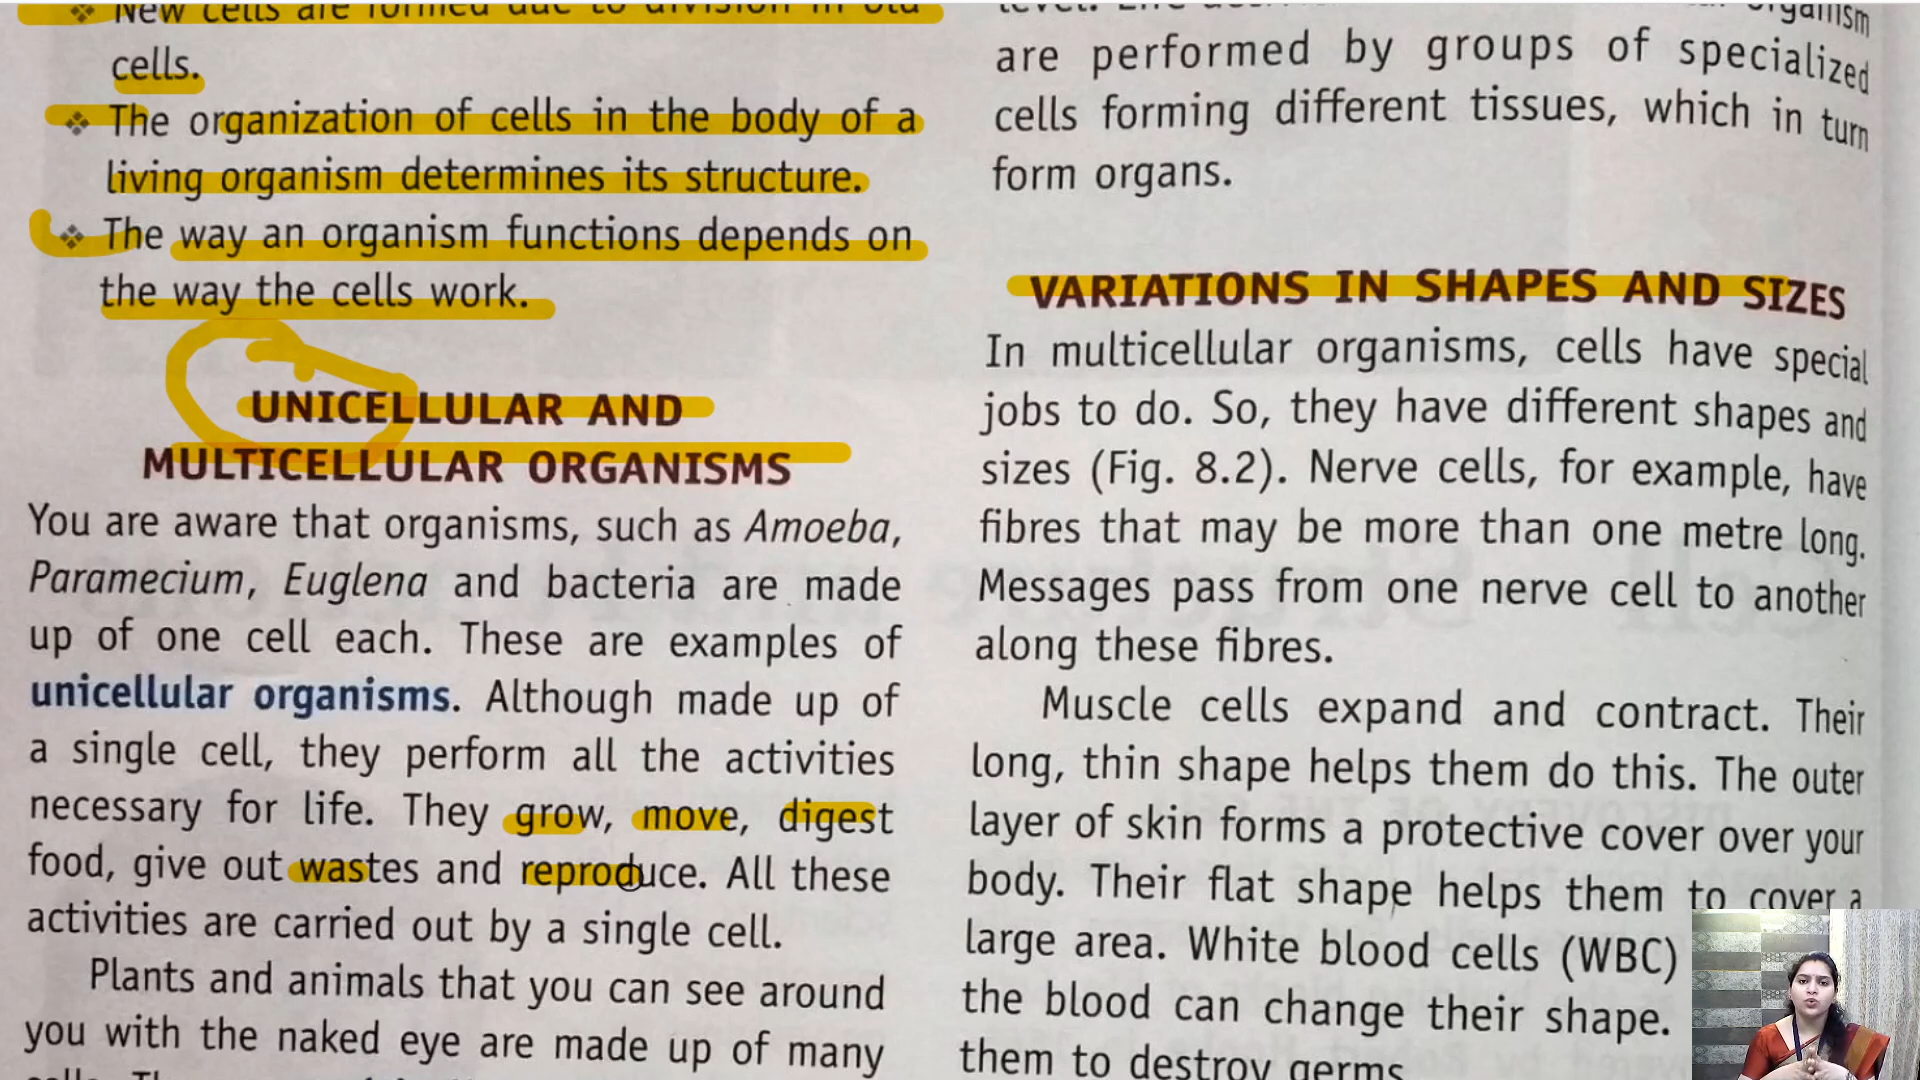 New cells are formed due to division in old
cells.
❖ The organization of cells in the body of a
living organism determines its structure.
❖ The way an organism functions depends on
the way the cells work.
UNICELLULAR AND
MULTICELLULAR ORGANISMS
You are aware that organisms, such as Amoeba,
Paramecium, Euglena and bacteria are made
up of one cell each. These are examples of
unicellular organisms. Although made up of
a single cell, they perform all the activities
necessary for life. They grow, move, digest
food, give out wastes and reproduce. All these
activities are carried out by a single cell.
Plants and animals that you can see around
you with the naked eye are made up of many
level. organism
are performed by groups of specialized
cells forming different tissues, which in turn
form organs.
VARIATIONS IN SHAPES AND SIZES
In multicellular organisms, cells have special
jobs to do. So, they have different shapes and
sizes (Fig. 8.2). Nerve cells, for example, have
fibres that may be more than one metre long.
Messages pass from one nerve cell to another
along these fibres.
Muscle cells expand and contract. Their
long, thin shape helps them do this. The outer
layer of skin forms a protective cover over your
body. Their flat shape helps them to cover a
large area. White blood cells (WBC)
the blood can change their shape.
them to destroy germs